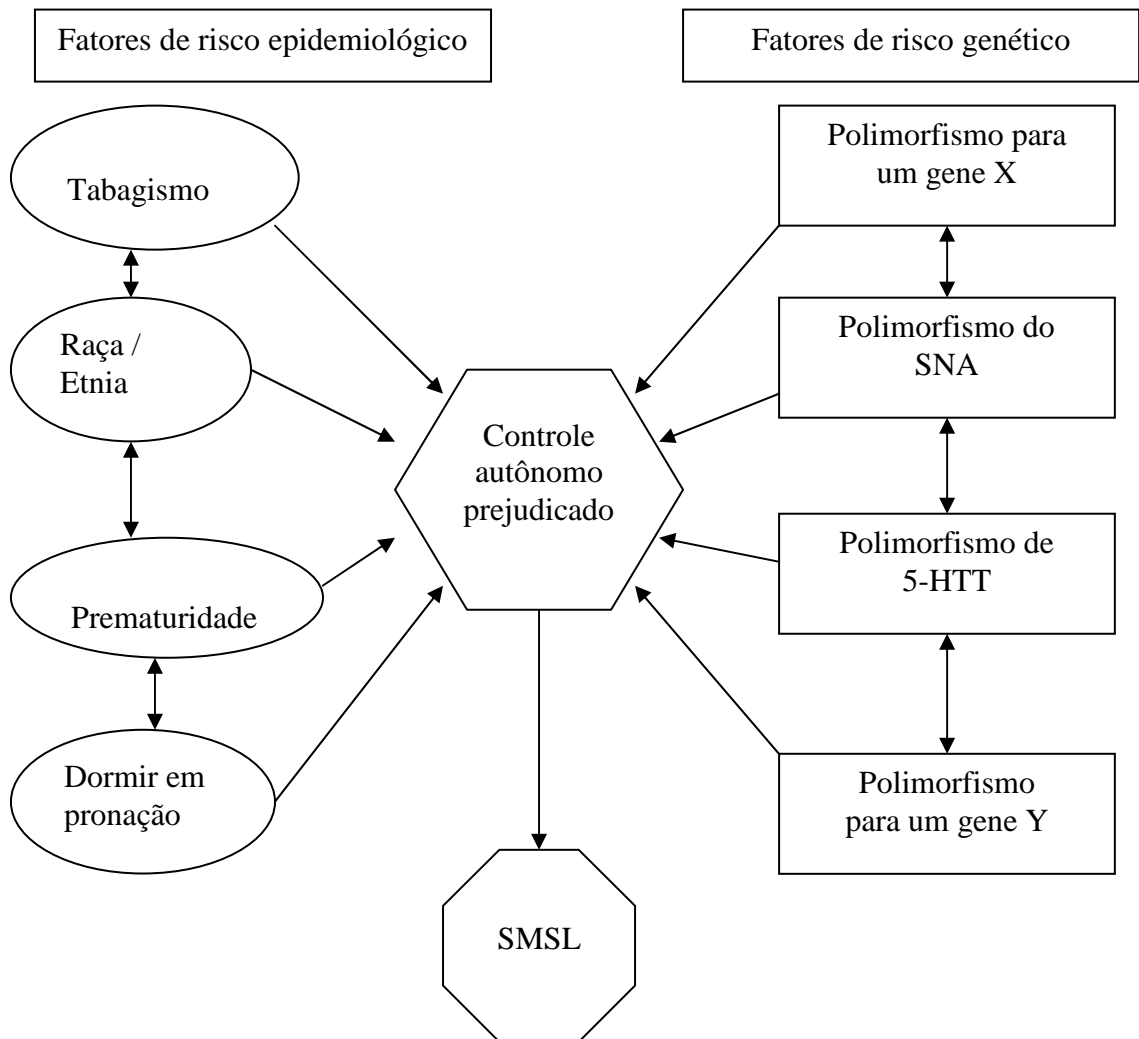 Fatores de risco epidemiológico
Fatores de risco genético
Tabagismo
Raça /
Etnia
Prematuridade
Dormir em
pronação
Controle
autônomo
prejudicado
SMSL
Polimorfismo para
um gene X
Polimorfismo do
SNA
Polimorfismo de
5-HTT
Polimorfismo
para um gene Y